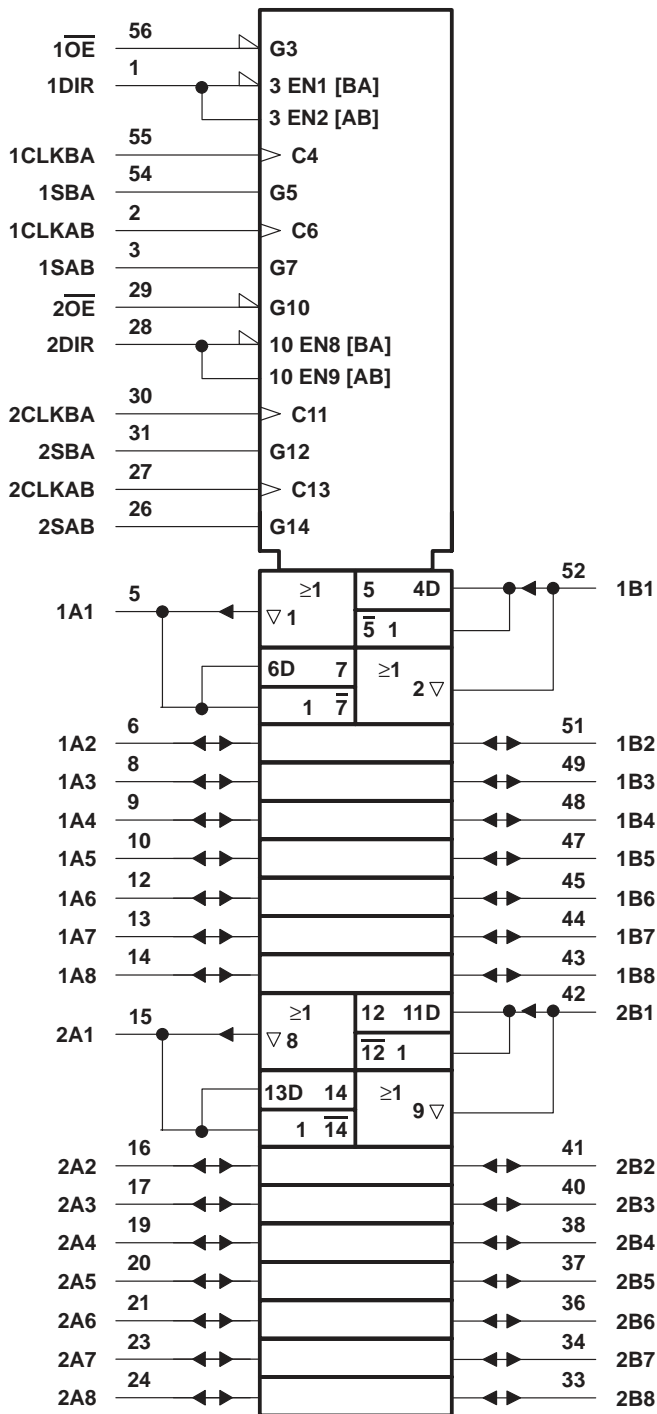 56
1OE G3
1
1DIR 3 EN1 [BA]
3 EN2 [AB]
55
1CLKBA C4
54
1SBA G5
2
1CLKAB C6
3
1SAB G7
29
2OE G10
28
2DIR 10 EN8 [BA]
10 EN9 [AB]
30
2CLKBA C11
31
2SBA G12
27
2CLKAB C13
26
2SAB G14
5 ≥1 5 4D 52
1A1 ▽ 1 5̅ 1 1B1
6D 7 ≥1
1 7̅ 2 ▽
6 51
1A2 1B2
8 49
1A3 1B3
9 48
1A4 1B4
10 47
1A5 1B5
12 45
1A6 1B6
13 44
1A7 1B7
14 43
1A8 1B8
15 ≥1 12 11D 42
2A1 ▽ 8 1̅2̅ 1 2B1
13D 14 ≥1
1 1̅4̅ 9 ▽
16 41
2A2 2B2
17 40
2A3 2B3
19 38
2A4 2B4
20 37
2A5 2B5
21 36
2A6 2B6
23 34
2A7 2B7
24 33
2A8 2B8